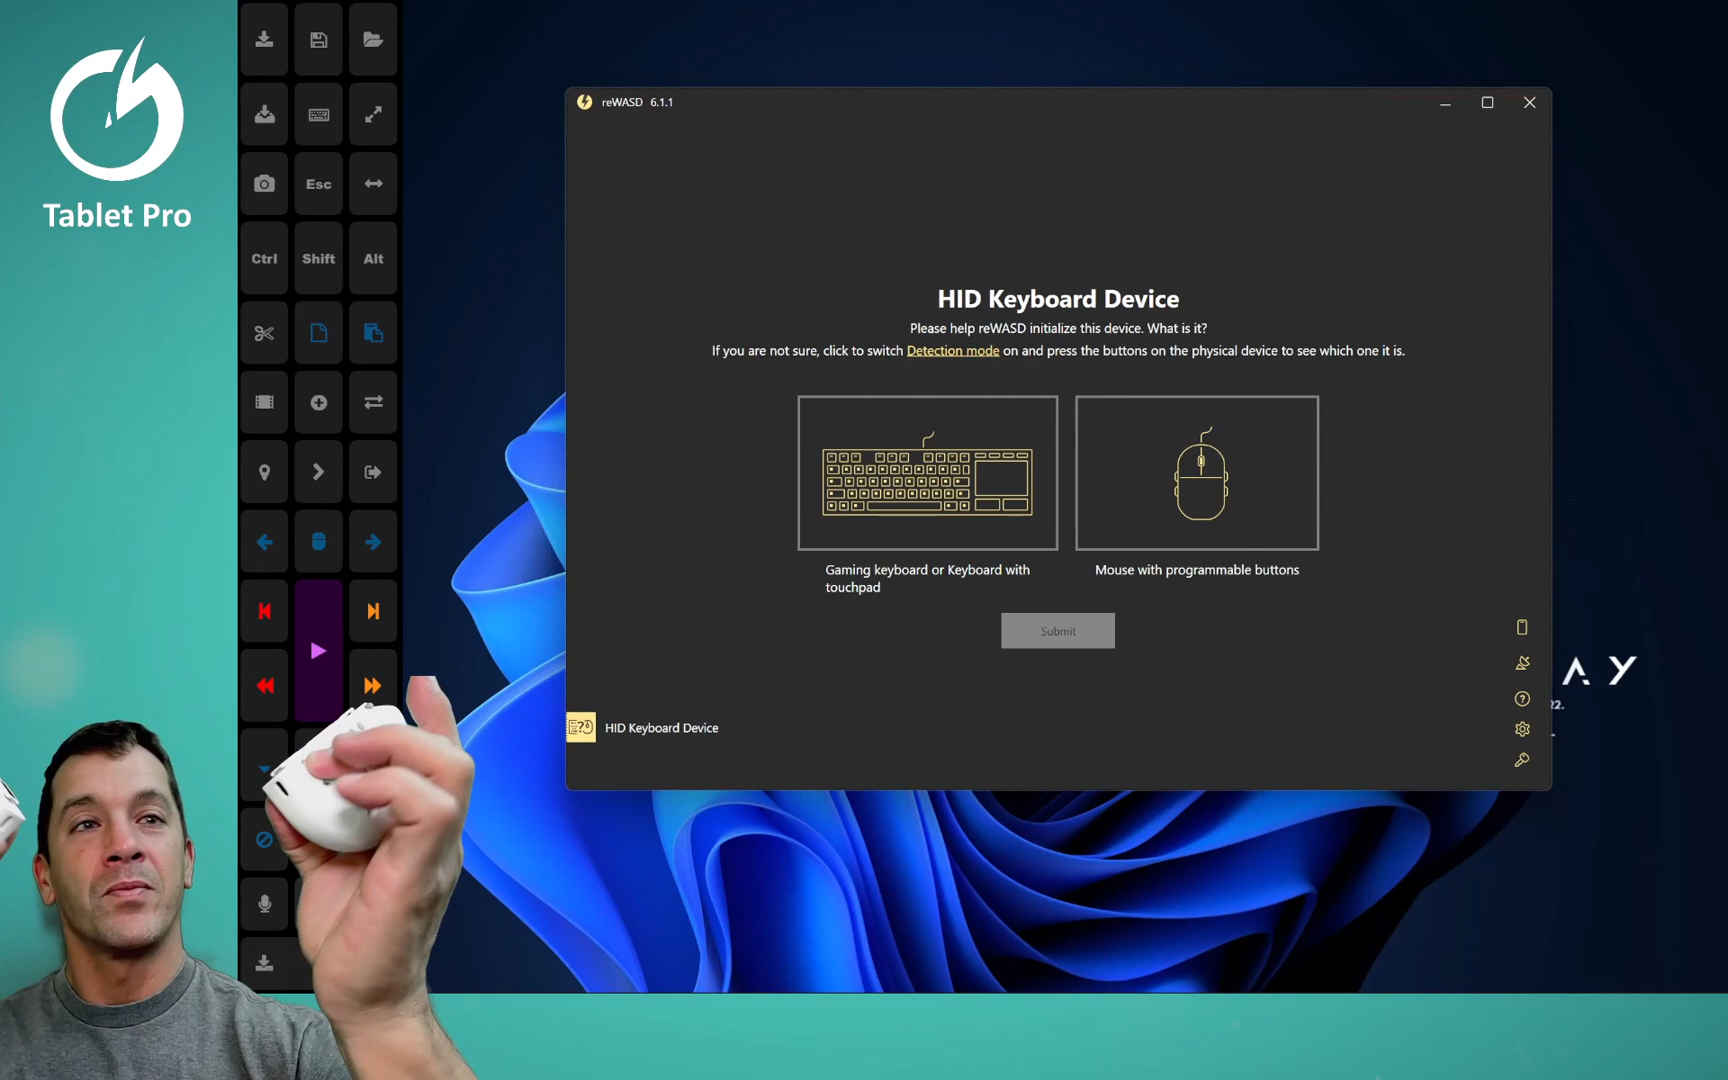 Tablet Pro
Esc
Ctrl Shift Alt
reWASD 6.1.1
HID Keyboard Device
Please help reWASD initialize this device. What is it?
If you are not sure, click to switch Detection mode on and press the buttons on the physical device to see which one it is.
Gaming keyboard or Keyboard with
touchpad
Mouse with programmable buttons
Submit
HID Keyboard Device
A Y
22.